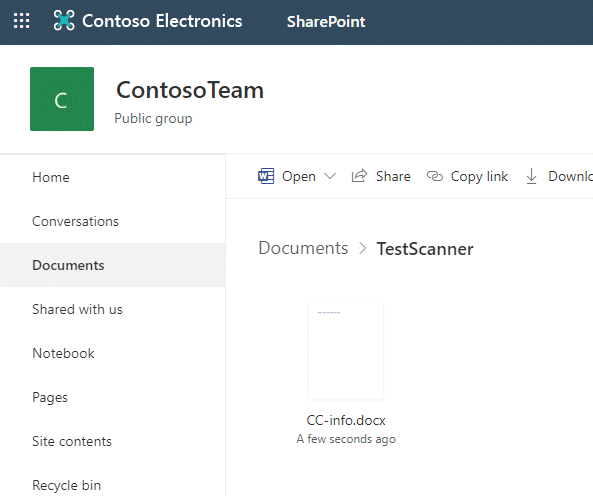 Contoso Electronics SharePoint
C
ContosoTeam
Public group
Home
Conversations
Documents
Shared with us
Notebook
Pages
Site contents
Recycle bin
Open Share Copy link Downlo
Documents > TestScanner
CC-info.docx
A few seconds ago